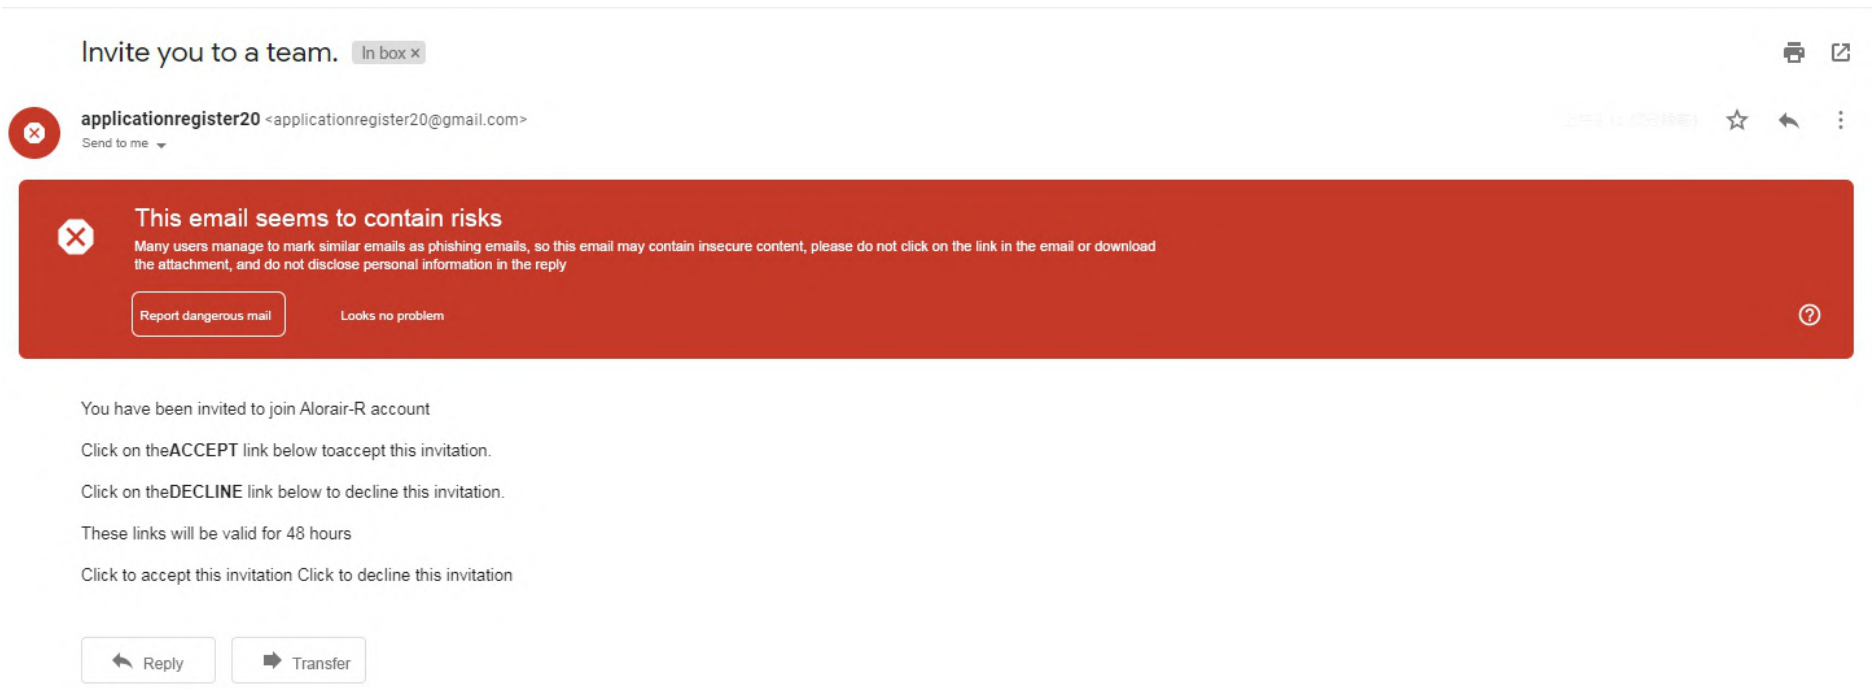 Invite you to a team. In box ×
applicationregister20 <applicationregister20@gmail.com>
Send to me
This email seems to contain risks
Many users manage to mark similar emails as phishing emails, so this email may contain insecure content, please do not click on the link in the email or download
the attachment, and do not disclose personal information in the reply
Report dangerous mail Looks no problem
You have been invited to join Alorair-R account
Click on theACCEPT link below toaccept this invitation.
Click on theDECLINE link below to decline this invitation.
These links will be valid for 48 hours
Click to accept this invitation Click to decline this invitation
Reply Transfer